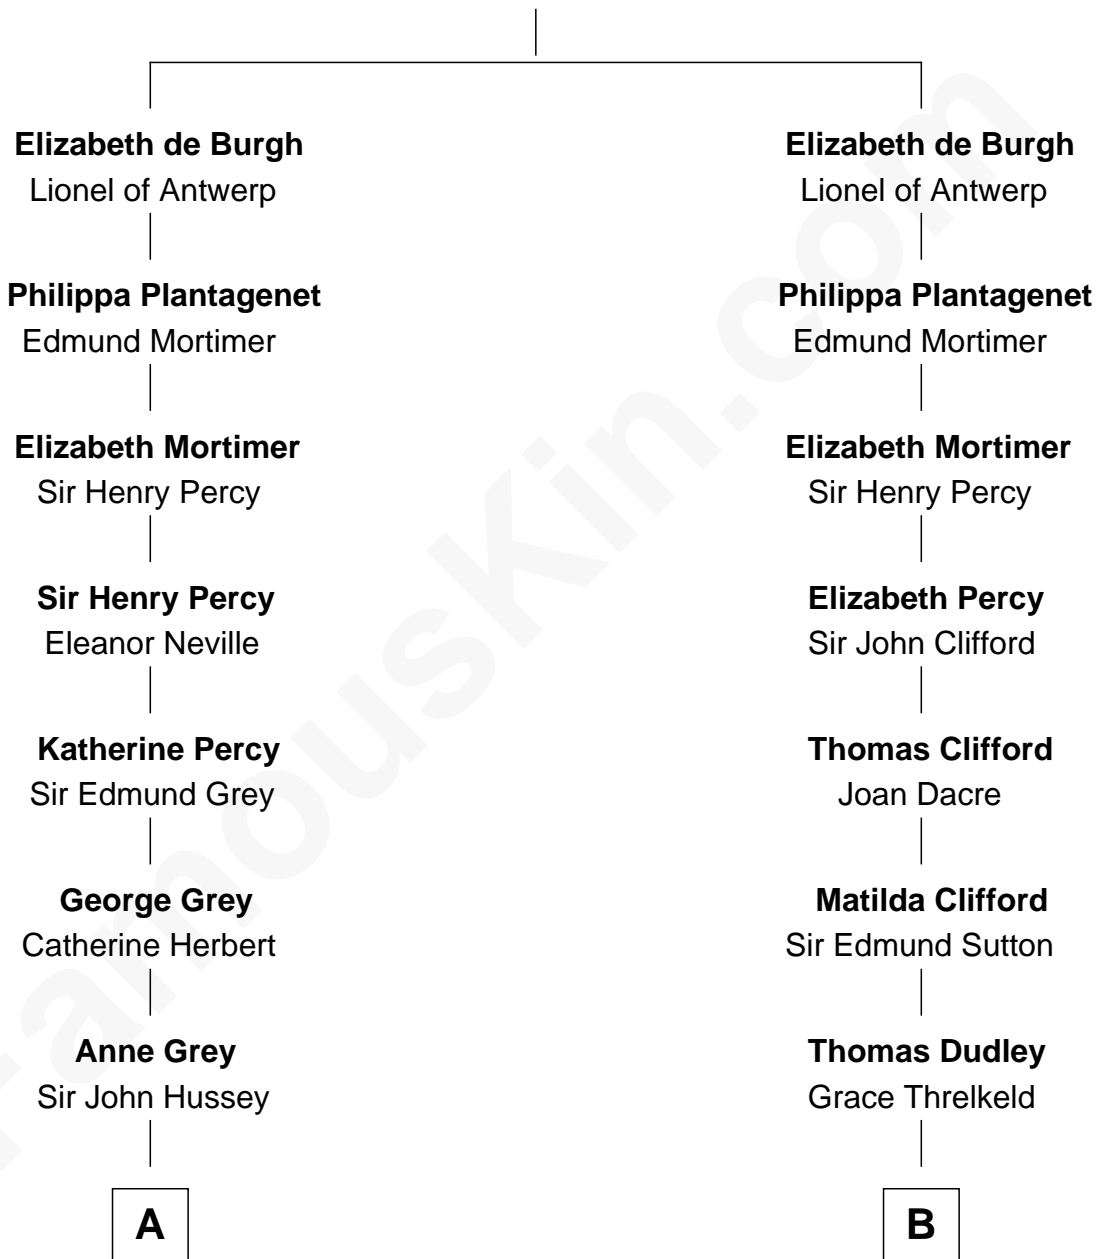 Elizabeth de Burgh
Lionel of Antwerp
Philippa Plantagenet
Edmund Mortimer
Elizabeth Mortimer
Sir Henry Percy
Sir Henry Percy
Eleanor Neville
Katherine Percy
Sir Edmund Grey
George Grey
Catherine Herbert
Anne Grey
Sir John Hussey
A
Elizabeth de Burgh
Lionel of Antwerp
Philippa Plantagenet
Edmund Mortimer
Elizabeth Mortimer
Sir Henry Percy
Elizabeth Percy
Sir John Clifford
Thomas Clifford
Joan Dacre
Matilda Clifford
Sir Edmund Sutton
Thomas Dudley
Grace Threlkeld
B
FamousKin.com